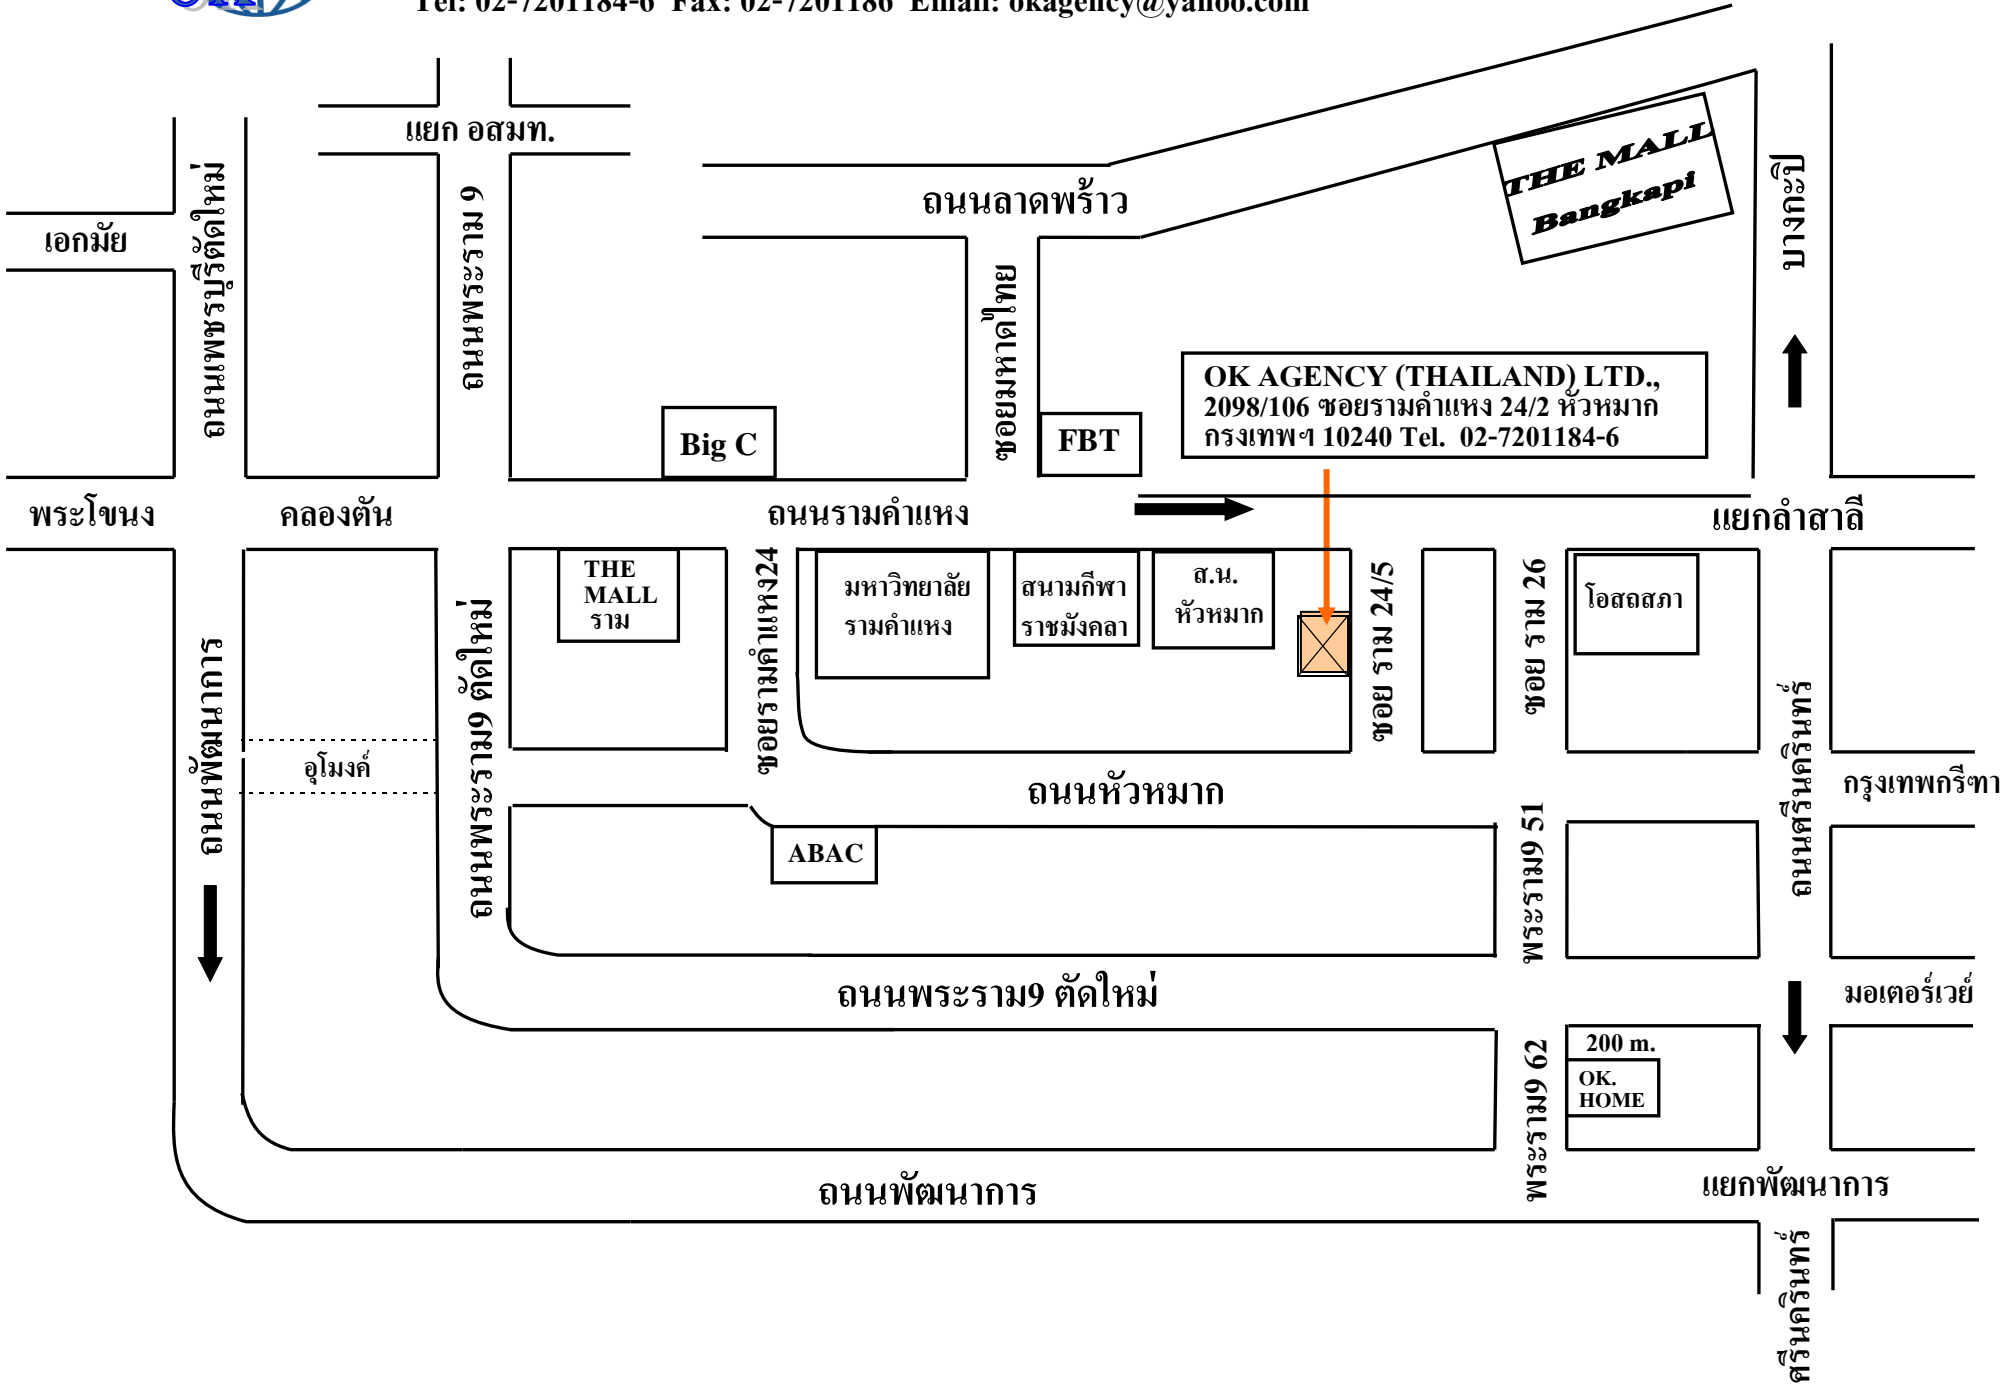 Tel: 02-7201184-6 Fax: 02-7201186 Email: okagency@yahoo.com
แยก อสมท.
ถนนเพชรบุรีตัดใหม่
ถนนพระราม 9
เอกมัย
ถนนลาดพร้าว
THE MALL
Bangkapi
บางกะปิ
ซอยมหาดไทย
OK AGENCY (THAILAND) LTD.,
2098/106 ซอยรามคำแหง 24/2 หัวหมาก
กรงเทพฯ 10240 Tel. 02-7201184-6
Big C
FBT
พระโขนง
คลองตัน
ถนนรามคำแหง
แยกลำสาลี
THE
MALL
ราม
ซอยรามคำแหง24
มหาวิทยาลัย
รามคำแหง
สนามกีฬา
ราชมังคลา
ส.น.
หัวหมาก
ซอย ราม 24/5
ซอย ราม 26
โอสถสภา
ถนนพัฒนาการ
อุโมงค์
ถนนพระราม9 ตัดใหม่
ถนนหัวหมาก
ถนนศรีนครินทร์
กรุงเทพกรีฑา
ABAC
พระราม9 51
ถนนพระราม9 ตัดใหม่
มอเตอร์เวย์
200 m.
OK.
HOME
พระราม9 62
ถนนพัฒนาการ
แยกพัฒนาการ
ศรีนครินทร์